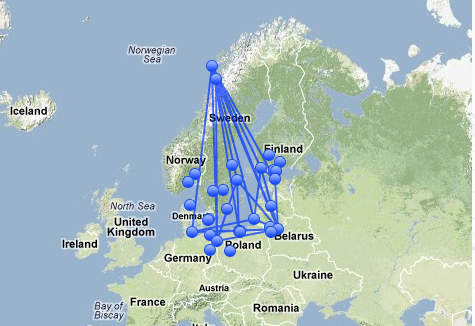 Norwegian
Sea
Iceland
Sweden
Finland
Norway
North Sea
Denmark
United
Kingdom
Ireland
Poland
Belarus
Germany
Ukraine
Austria
France
Romania
Bay of
Biscay